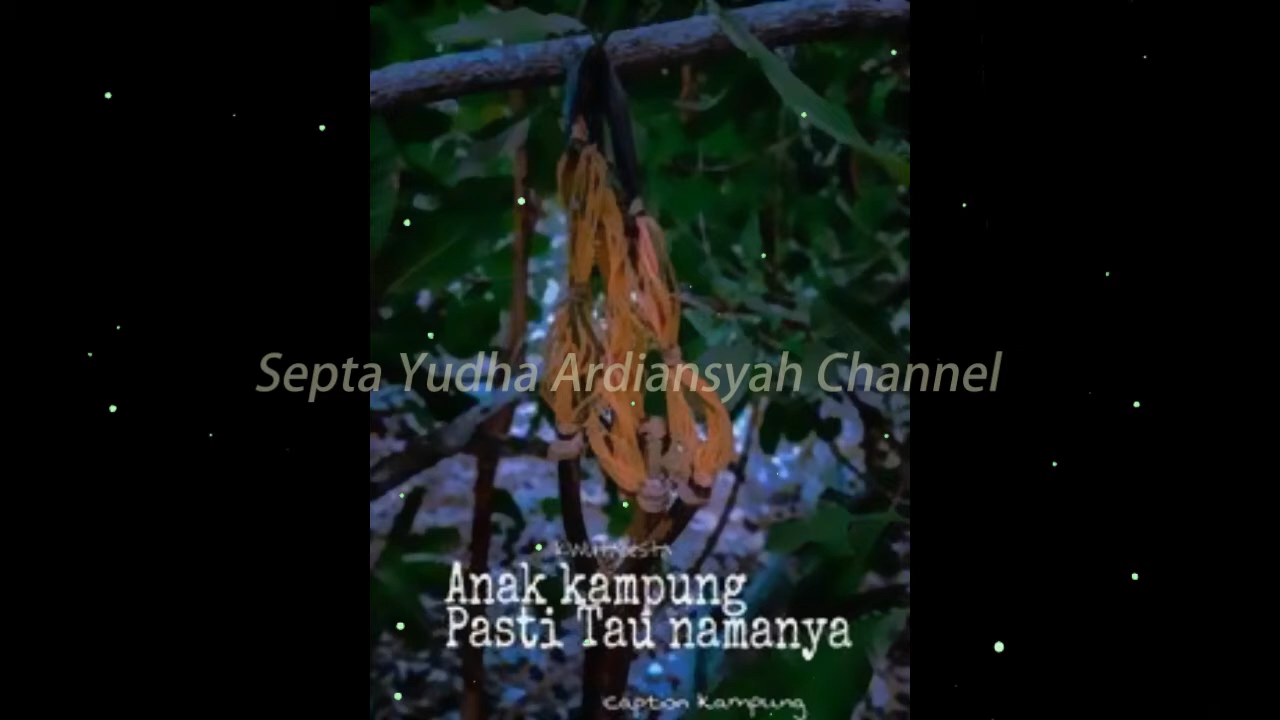 Septa Yudha Ardiansyah Channel
Anak kampung
Pasti Tau namanya
caption kampung